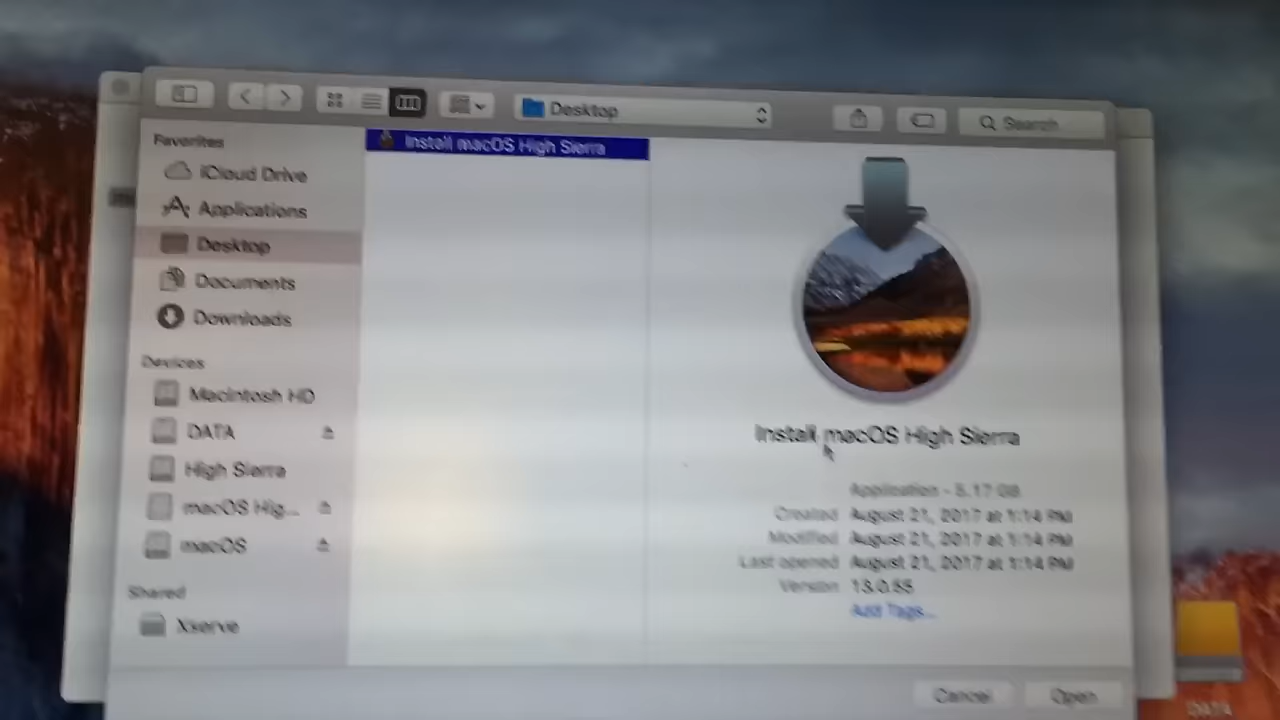 Desktop
Search
Favorites
iCloud Drive
Applications
Desktop
Documents
Downloads
Devices
Macintosh HD
DATA
High Sierra
macOS Hig...
macOS
Shared
Xserve
Install macOS High Sierra
Install macOS High Sierra
Application - 5.17 GB
Created August 21, 2017 at 1:14 PM
Modified August 21, 2017 at 1:14 PM
Last opened August 21, 2017 at 1:14 PM
Version 13.0.55
Add Tags...
Cancel
Open
DATA